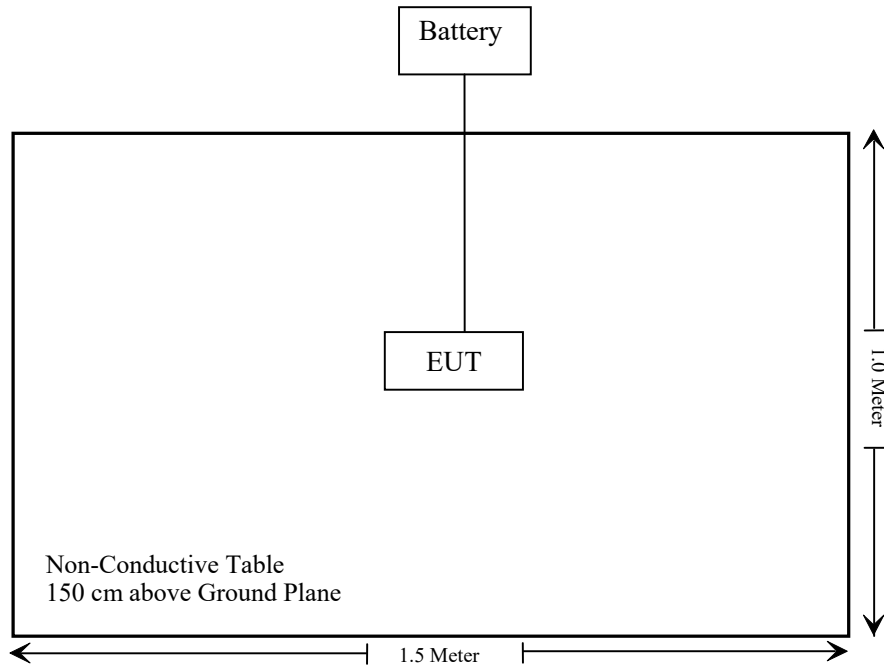 Battery
EUT
1.0 Meter
Non-Conductive Table
150 cm above Ground Plane
1.5 Meter